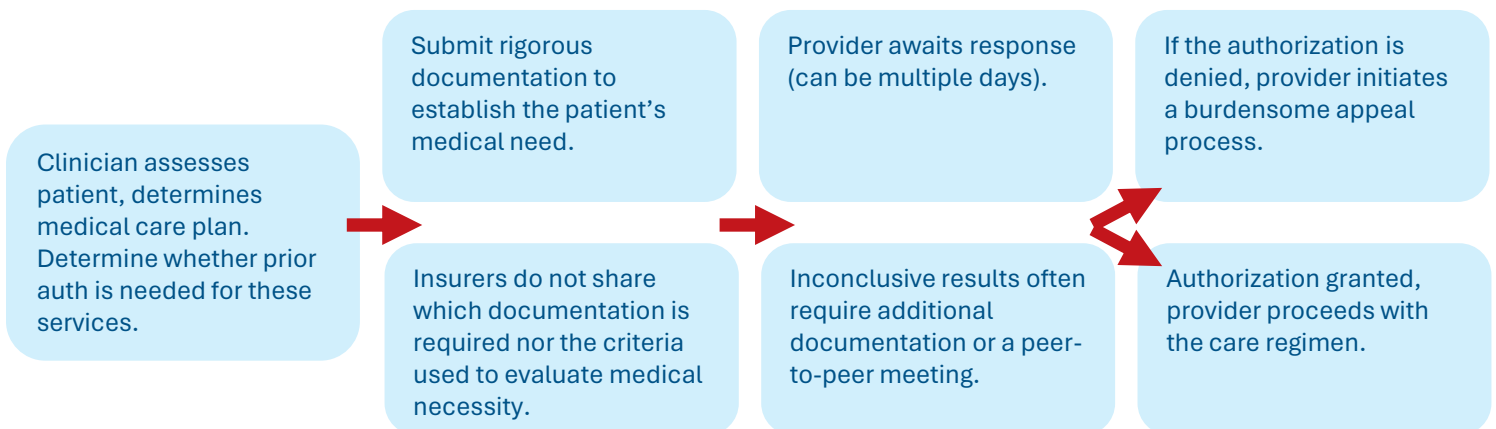 Clinician assesses
patient, determines
medical care plan.
Determine whether prior
auth is needed for these
services.
Submit rigorous
documentation to
establish the patient’s
medical need.
Insurers do not share
which documentation is
required nor the criteria
used to evaluate medical
necessity.
Provider awaits response
(can be multiple days).
Inconclusive results often
require additional
documentation or a peer-
to-peer meeting.
If the authorization is
denied, provider initiates
a burdensome appeal
process.
Authorization granted,
provider proceeds with
the care regimen.